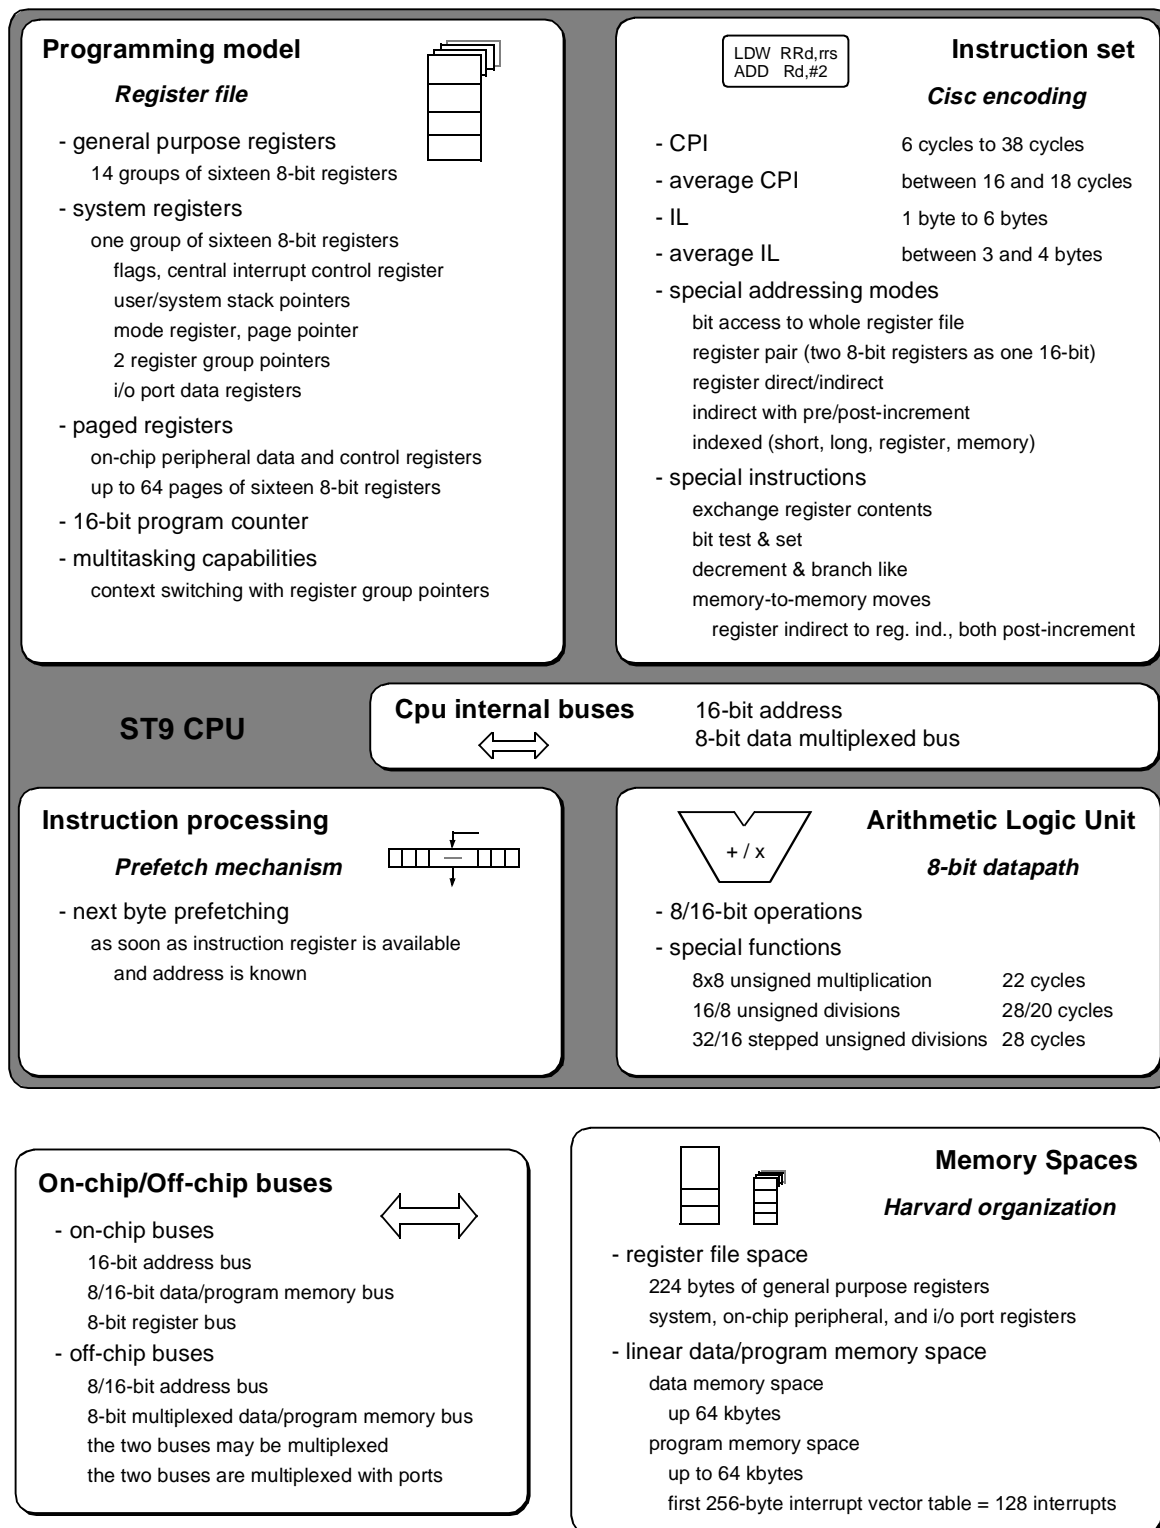 Programming model
Register file
- general purpose registers
14 groups of sixteen 8-bit registers
- system registers
one group of sixteen 8-bit registers
flags, central interrupt control register
user/system stack pointers
mode register, page pointer
2 register group pointers
i/o port data registers
- paged registers
on-chip peripheral data and control registers
up to 64 pages of sixteen 8-bit registers
- 16-bit program counter
- multitasking capabilities
context switching with register group pointers
LDW RRd,rrs
ADD Rd,#2
Instruction set
Cisc encoding
- CPI 6 cycles to 38 cycles
- average CPI between 16 and 18 cycles
- IL 1 byte to 6 bytes
- average IL between 3 and 4 bytes
- special addressing modes
bit access to whole register file
register pair (two 8-bit registers as one 16-bit)
register direct/indirect
indirect with pre/post-increment
indexed (short, long, register, memory)
- special instructions
exchange register contents
bit test & set
decrement & branch like
memory-to-memory moves
register indirect to reg. ind., both post-increment
ST9 CPU
Cpu internal buses
16-bit address
8-bit data multiplexed bus
Instruction processing
Prefetch mechanism
- next byte prefetching
as soon as instruction register is available
and address is known
+ / x
Arithmetic Logic Unit
8-bit datapath
- 8/16-bit operations
- special functions
8x8 unsigned multiplication 22 cycles
16/8 unsigned divisions 28/20 cycles
32/16 stepped unsigned divisions 28 cycles
On-chip/Off-chip buses
- on-chip buses
16-bit address bus
8/16-bit data/program memory bus
8-bit register bus
- off-chip buses
8/16-bit address bus
8-bit multiplexed data/program memory bus
the two buses may be multiplexed
the two buses are multiplexed with ports
Memory Spaces
Harvard organization
- register file space
224 bytes of general purpose registers
system, on-chip peripheral, and i/o port registers
- linear data/program memory space
data memory space
up 64 kbytes
program memory space
up to 64 kbytes
first 256-byte interrupt vector table = 128 interrupts